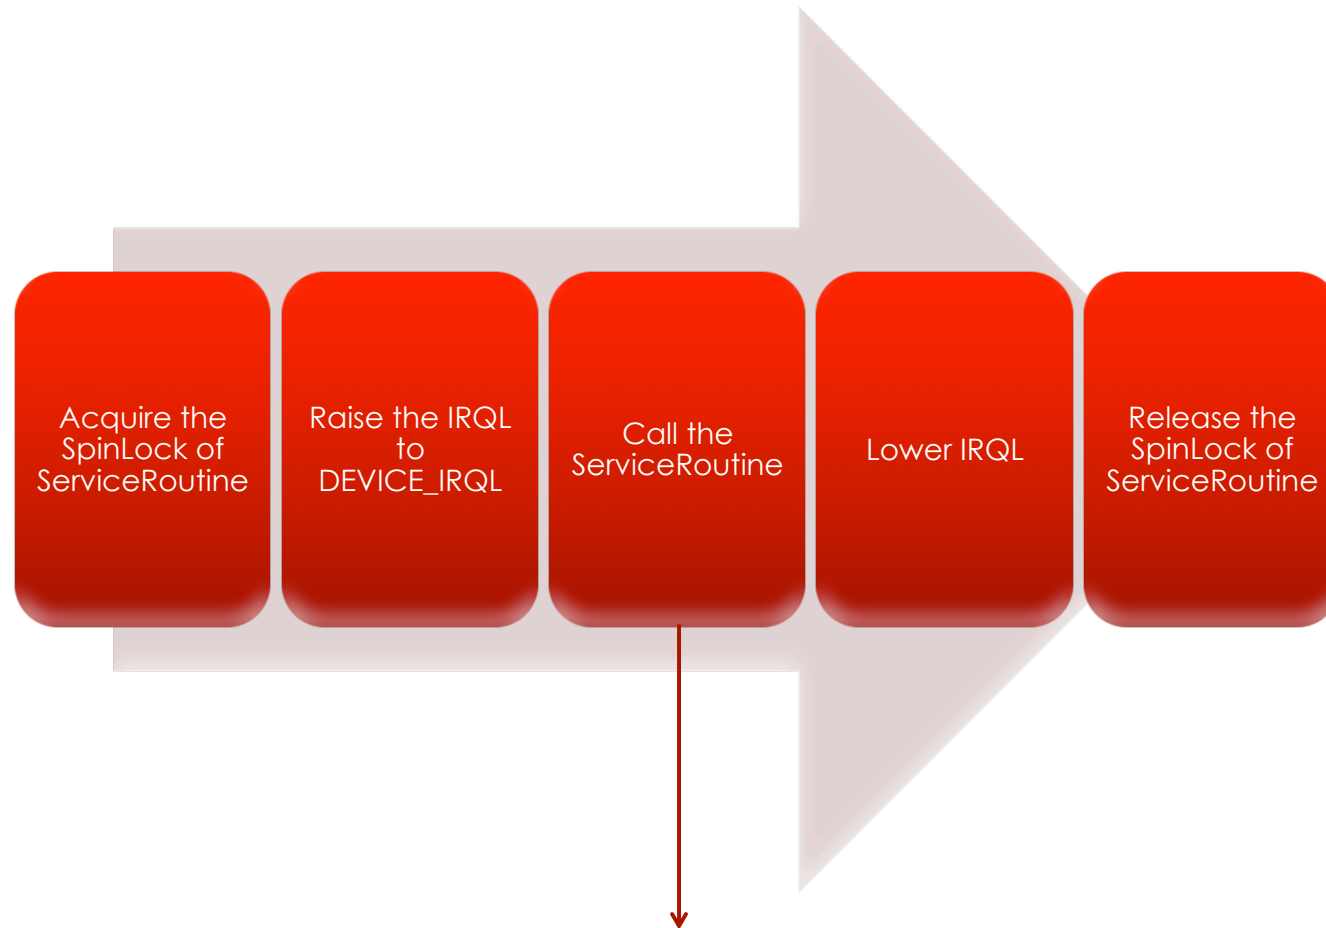 Acquire the
SpinLock of
ServiceRoutine
Raise the IRQL
to
DEVICE_IRQL
Call the
ServiceRoutine
Lower IRQL
Release the
SpinLock of
ServiceRoutine